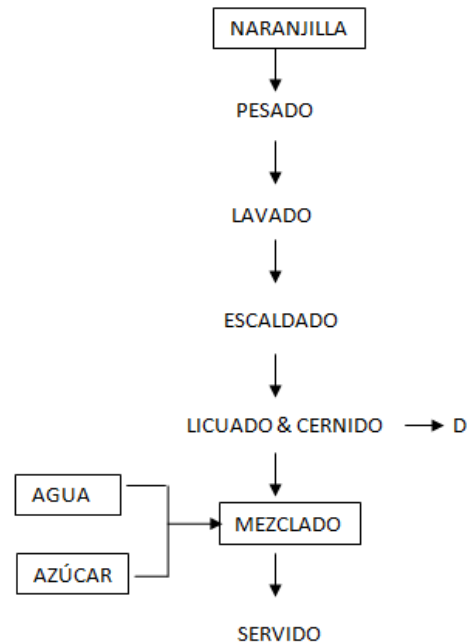 NARANJILLA
PESADO
LAVADO
ESCALDADO
LICUADO & CERNIDO D
AGUA
MEZCLADO
AZÚCAR
SERVIDO